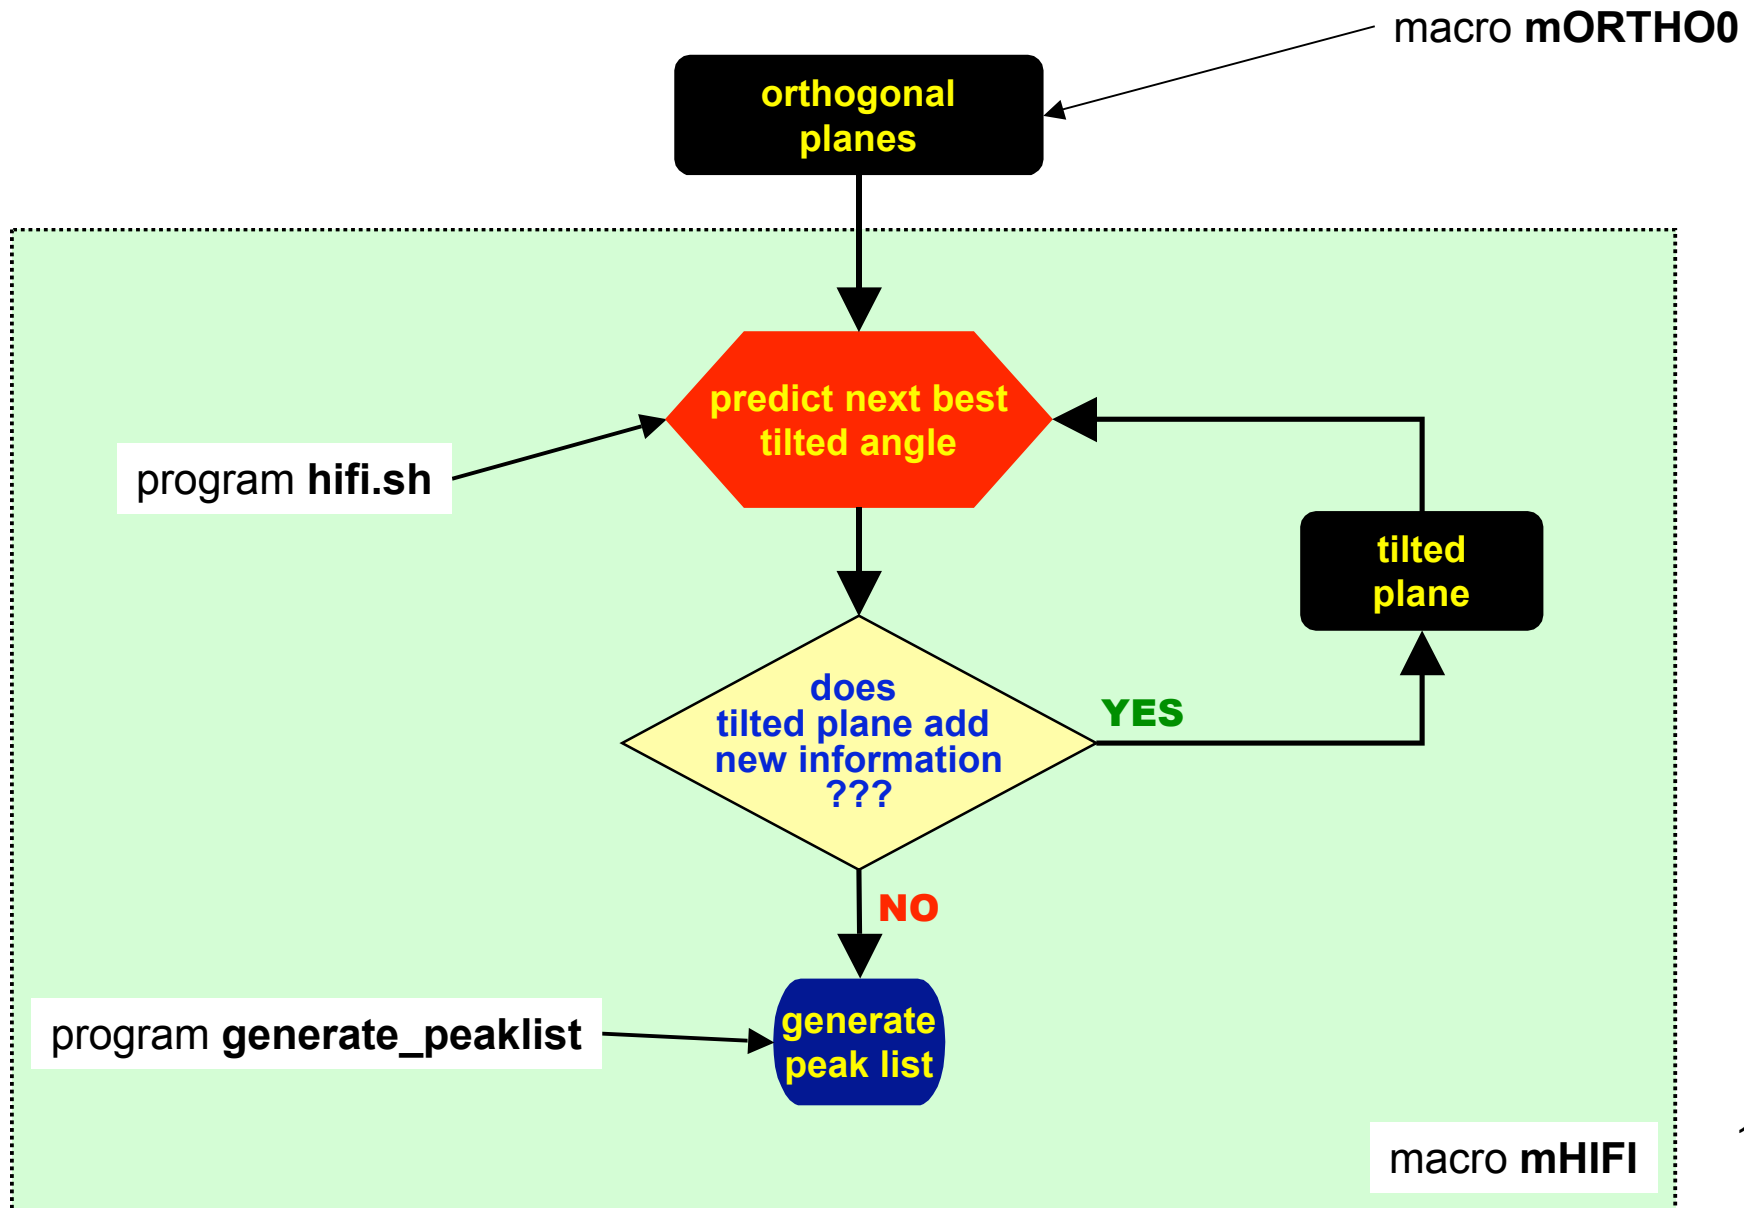 macro mORTHO0
orthogonal
planes
predict next best
tilted angle
program hifi.sh
tilted
plane
does
tilted plane add
new information
???
YES
NO
program generate_peaklist
generate
peak list
macro mHIFI